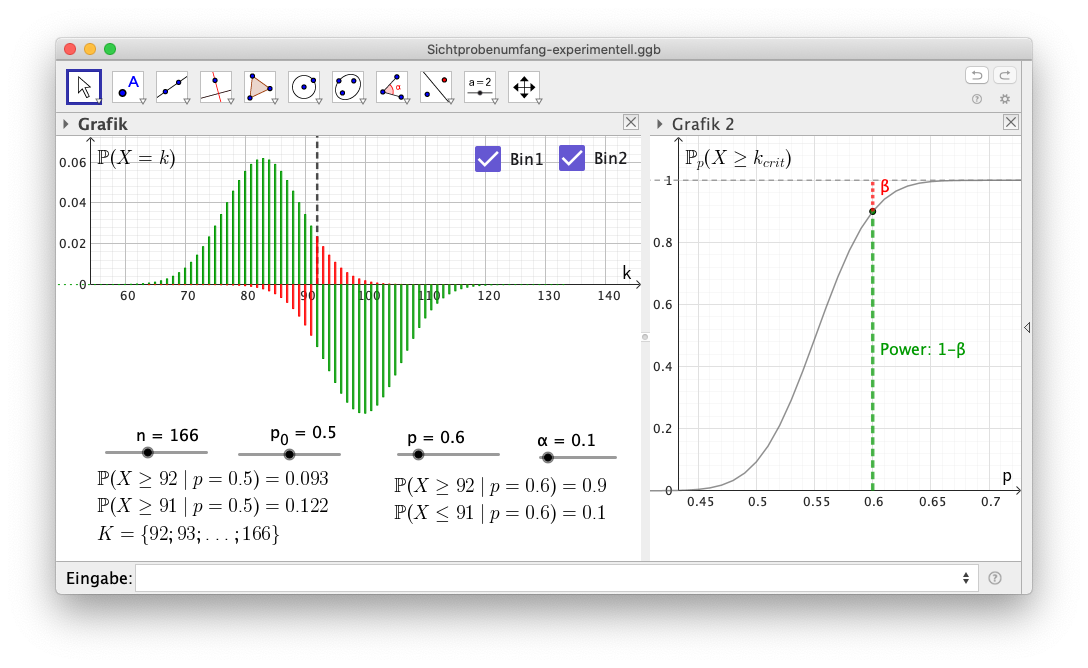 Sichtprobenumfang-experimentell.ggb
A
α
a=2
Grafik
ℙ(X = k)
Bin1
Bin2
0.06
0.04
0.02
0
60 70 80 90 100 110 120 130 140
k
n = 166
p₀ = 0.5
p = 0.6
α = 0.1
ℙ(X ≥ 92 | p = 0.5) = 0.093
ℙ(X ≥ 91 | p = 0.5) = 0.122
K = {92; 93; . . . ; 166}
ℙ(X ≥ 92 | p = 0.6) = 0.9
ℙ(X ≤ 91 | p = 0.6) = 0.1
Grafik 2
ℙₚ(X ≥ k_crit)
1
β
0.8
0.6
Power: 1−β
0.4
0.2
0
p
0.45 0.5 0.55 0.6 0.65 0.7
Eingabe: